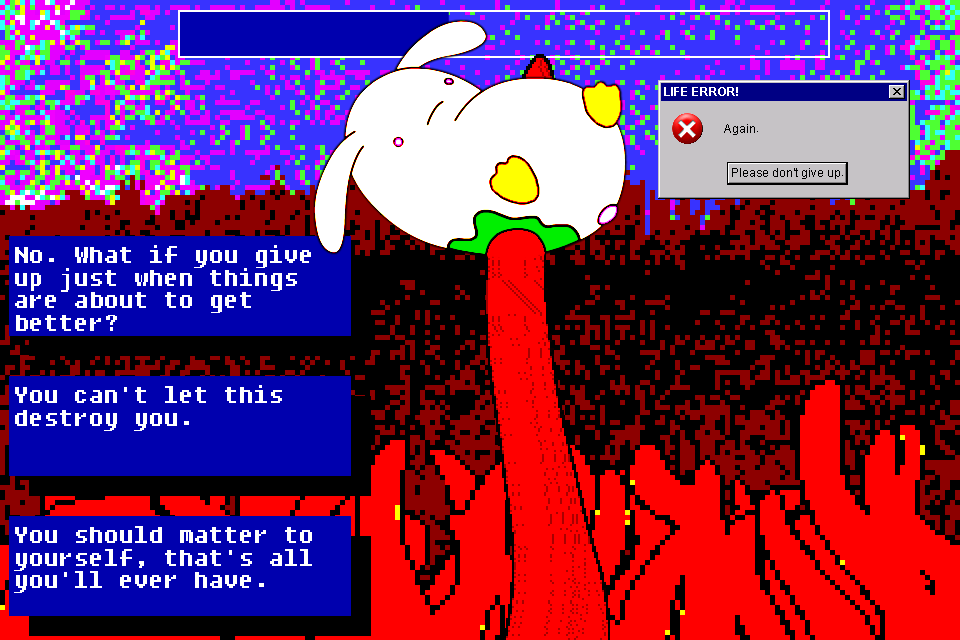 LIFE ERROR!
Again.
Please don't give up.
No. What if you give
up just when things
are about to get
better?
You can't let this
destroy you.
You should matter to
yourself, that's all
you'll ever have.